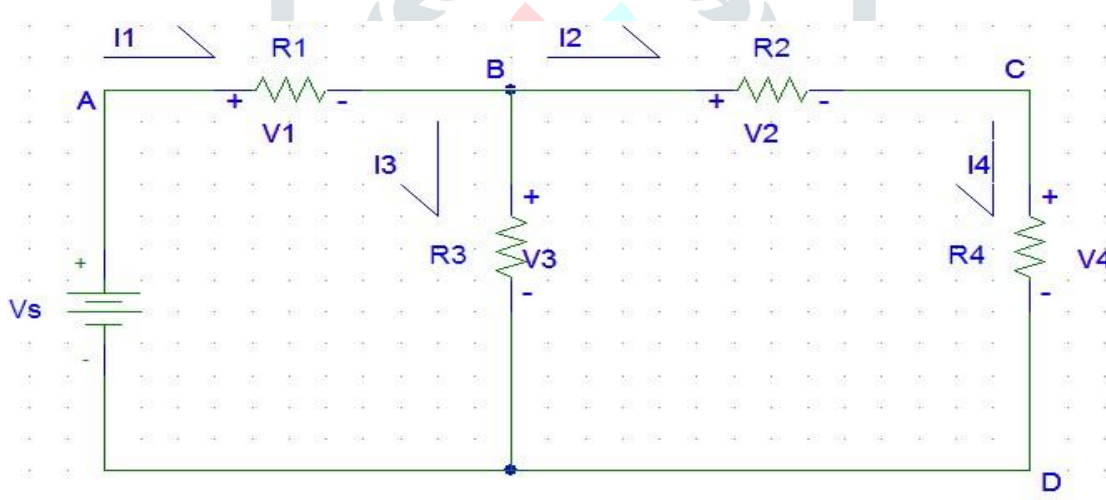 I1
R1
B
I2
R2
C
A
+
-
V1
+
-
V2
I3
I4
+
+
R3
V3
R4
V4
-
-
+
Vs
-
D